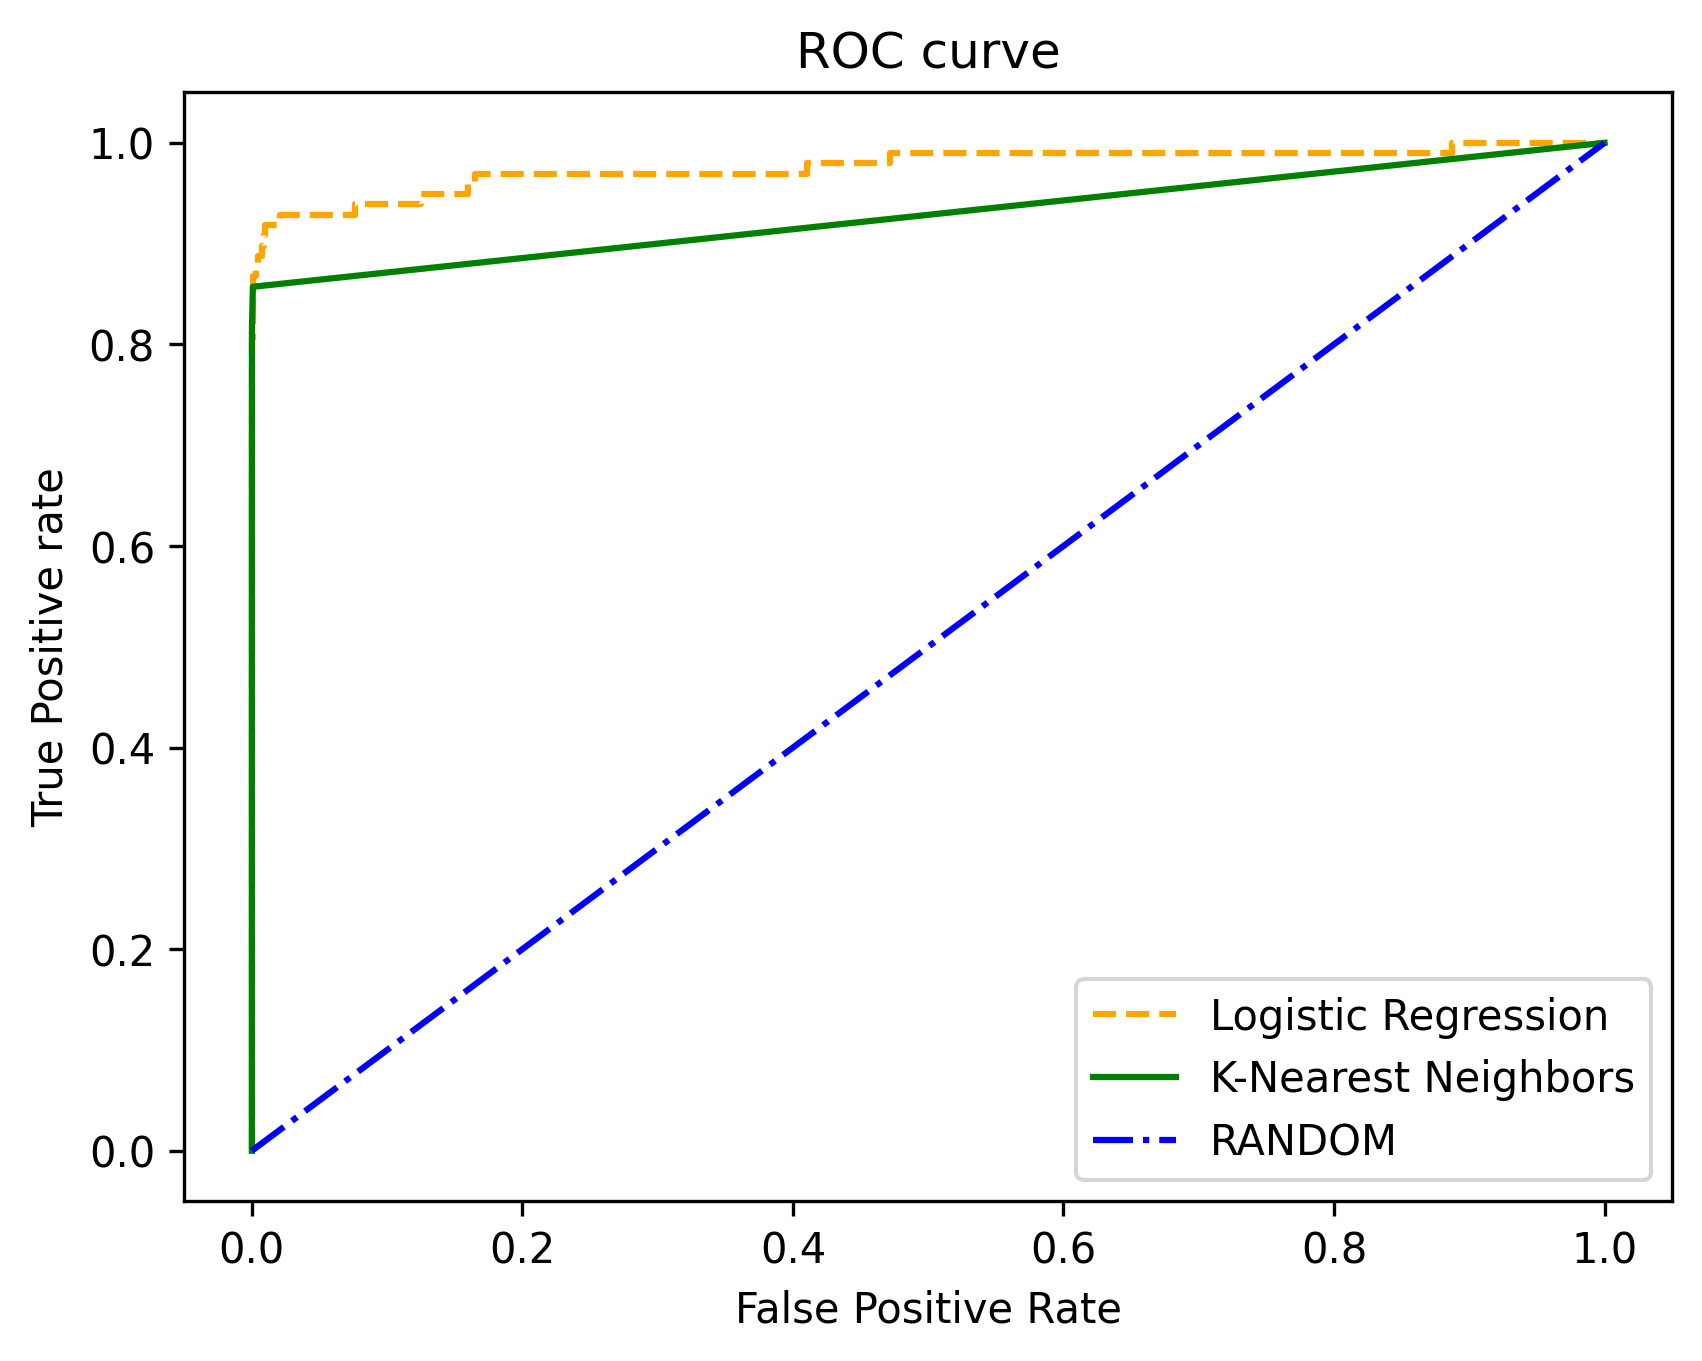 ROC curve
1.0
0.8
0.6
0.4
0.2
0.0
True Positive rate
Logistic Regression
K-Nearest Neighbors
RANDOM
0.0 0.2 0.4 0.6 0.8 1.0
False Positive Rate